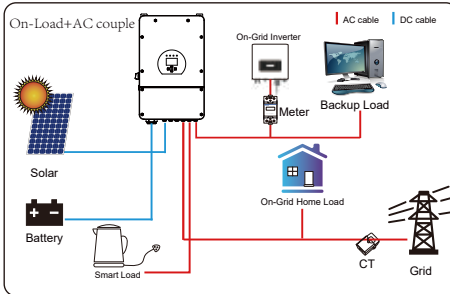 On-Load+AC couple
AC cable
DC cable
On-Grid Inverter
Meter
Backup Load
Solar
On-Grid Home Load
Battery
Smart Load
CT
Grid